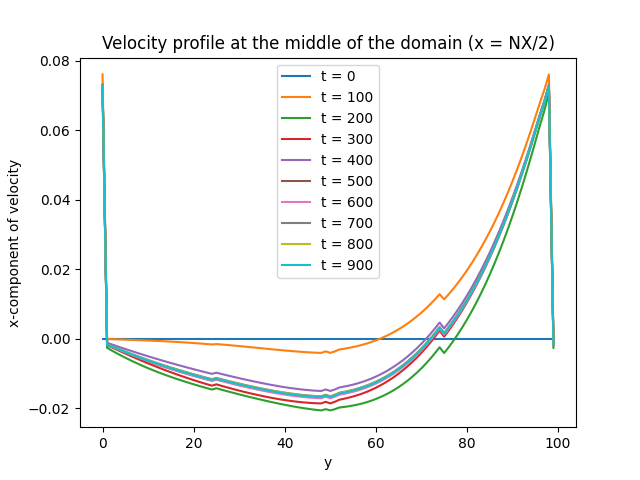 Velocity profile at the middle of the domain (x = NX/2)
x-component of velocity
0.08
0.06
0.04
0.02
0.00
−0.02
t = 0
t = 100
t = 200
t = 300
t = 400
t = 500
t = 600
t = 700
t = 800
t = 900
0 20 40 60 80 100
y